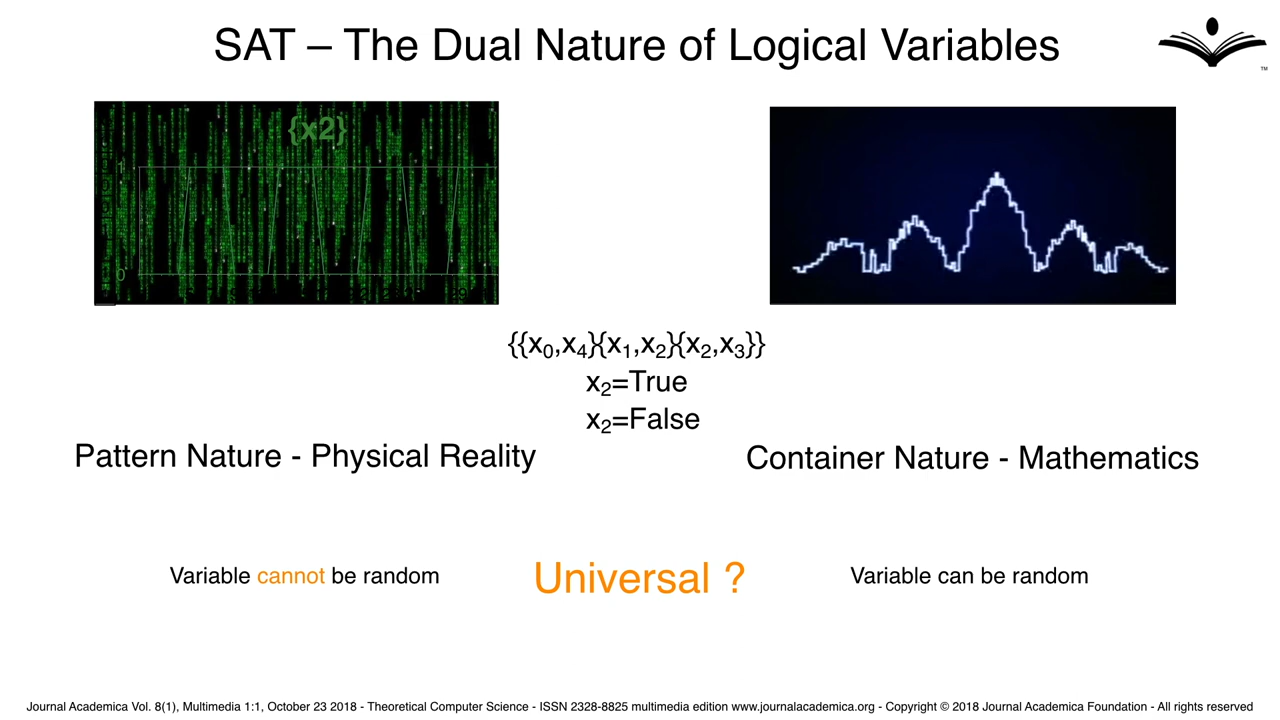 SAT – The Dual Nature of Logical Variables
TM
{x2}
1
0
{{x₀,x₄}{x₁,x₂}{x₂,x₃}}
x₂=True
x₂=False
Pattern Nature - Physical Reality
Container Nature - Mathematics
Variable cannot be random
Universal ?
Variable can be random
Journal Academica Vol. 8(1), Multimedia 1:1, October 23 2018 - Theoretical Computer Science - ISSN 2328-8825 multimedia edition www.journalacademica.org - Copyright © 2018 Journal Academica Foundation - All rights reserved